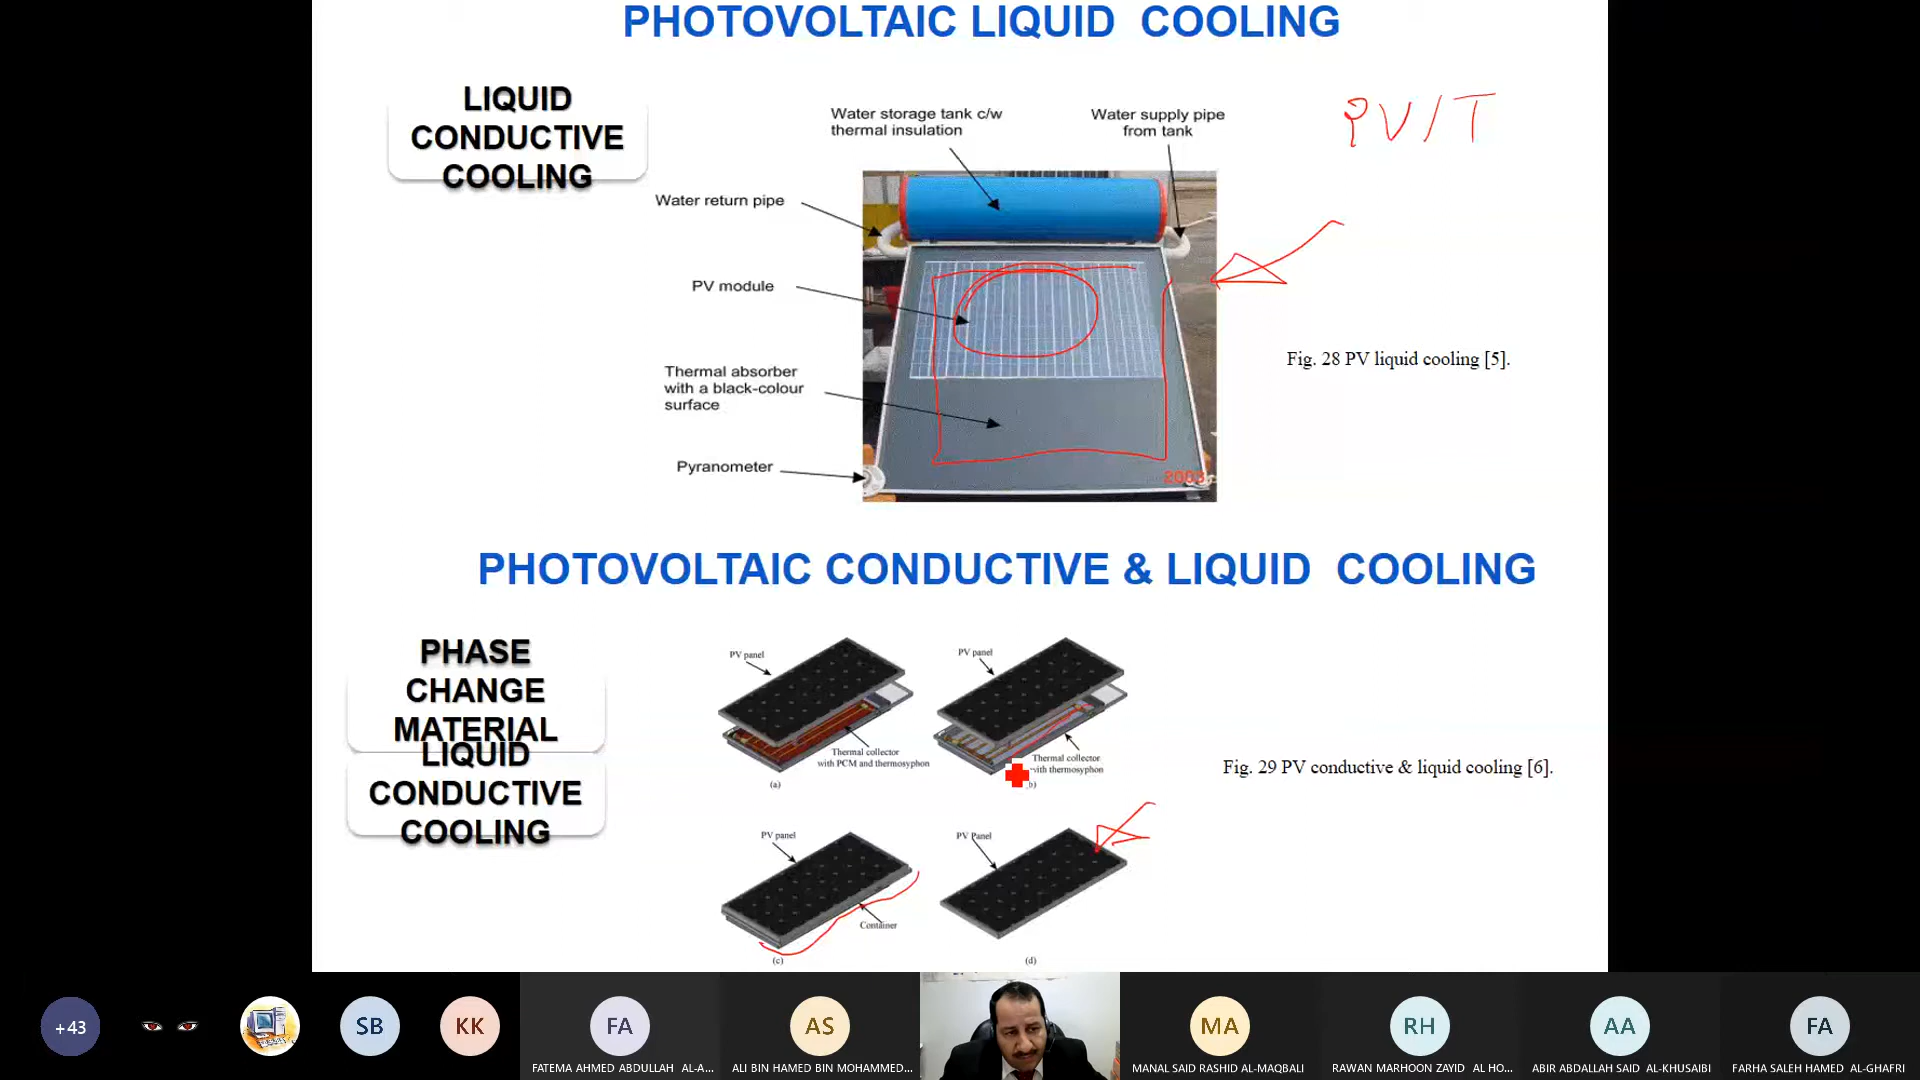 PHOTOVOLTAIC LIQUID COOLING
LIQUID
CONDUCTIVE
COOLING
Water storage tank c/w
thermal insulation
Water supply pipe
from tank
PV/T
Water return pipe
PV module
Thermal absorber
with a black-colour
surface
Pyranometer
2003
Fig. 28 PV liquid cooling [5].
PHOTOVOLTAIC CONDUCTIVE & LIQUID COOLING
PHASE
CHANGE
MATERIAL
LIQUID
CONDUCTIVE
COOLING
PV panel
Thermal collector
with PCM and thermosyphon
(a)
PV panel
Thermal collector
with thermosyphon
(b)
PV panel
Container
(c)
PV Panel
(d)
Fig. 29 PV conductive & liquid cooling [6].
+43
SB
KK
FA
FATEMA AHMED ABDULLAH AL-A...
AS
ALI BIN HAMED BIN MOHAMMED...
MA
MANAL SAID RASHID AL-MAQBALI
RH
RAWAN MARHOON ZAYID AL HO...
AA
ABIR ABDALLAH SAID AL-KHUSAIBI
FA
FARHA SALEH HAMED AL-GHAFRI